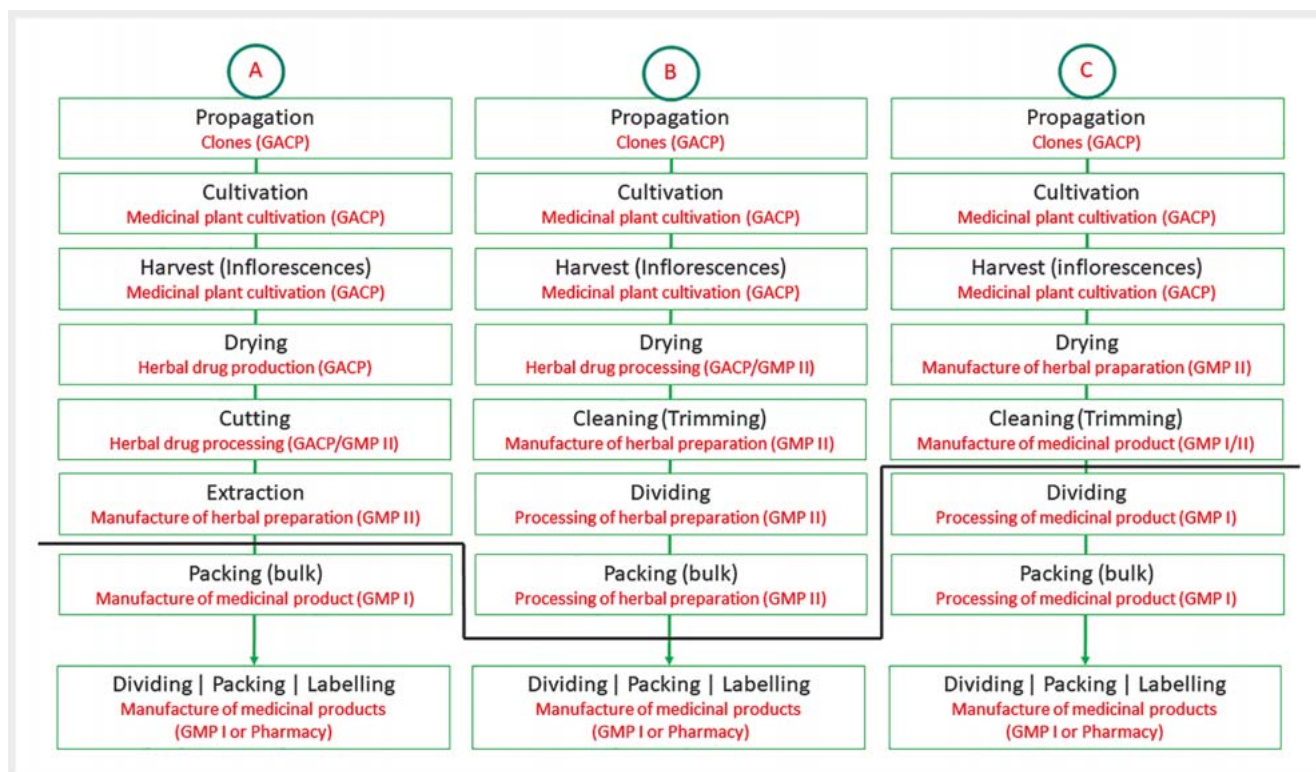 A
Propagation
Clones (GACP)
Cultivation
Medicinal plant cultivation (GACP)
Harvest (Inflorescences)
Medicinal plant cultivation (GACP)
Drying
Herbal drug production (GACP)
Cutting
Herbal drug processing (GACP/GMP II)
Extraction
Manufacture of herbal preparation (GMP II)
Packing (bulk)
Manufacture of medicinal product (GMP I)
Dividing | Packing | Labelling
Manufacture of medicinal products
(GMP I or Pharmacy)
B
Propagation
Clones (GACP)
Cultivation
Medicinal plant cultivation (GACP)
Harvest (Inflorescences)
Medicinal plant cultivation (GACP)
Drying
Herbal drug processing (GACP/GMP II)
Cleaning (Trimming)
Manufacture of herbal preparation (GMP II)
Dividing
Processing of herbal preparation (GMP II)
Packing (bulk)
Processing of herbal preparation (GMP II)
Dividing | Packing | Labelling
Manufacture of medicinal products
(GMP I or Pharmacy)
C
Propagation
Clones (GACP)
Cultivation
Medicinal plant cultivation (GACP)
Harvest (inflorescences)
Medicinal plant cultivation (GACP)
Drying
Manufacture of herbal praparation (GMP II)
Cleaning (Trimming)
Manufacture of medicinal product (GMP I/II)
Dividing
Processing of medicinal product (GMP I)
Packing (bulk)
Processing of medicinal product (GMP I)
Dividing | Packing | Labelling
Manufacture of medicinal products
(GMP I or Pharmacy)